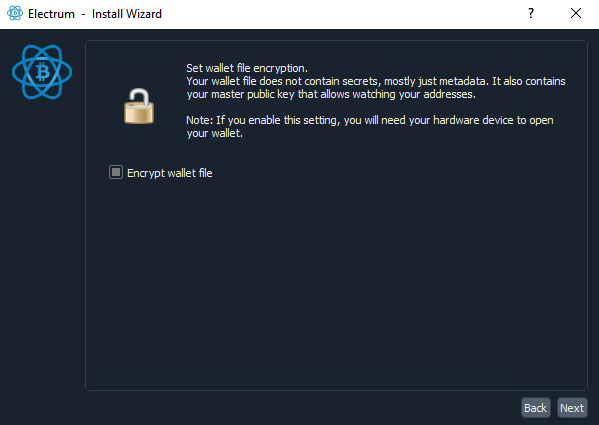 Electrum - Install Wizard
?
Set wallet file encryption.
Your wallet file does not contain secrets, mostly just metadata. It also contains
your master public key that allows watching your addresses.
Note: If you enable this setting, you will need your hardware device to open
your wallet.
Encrypt wallet file
Back Next